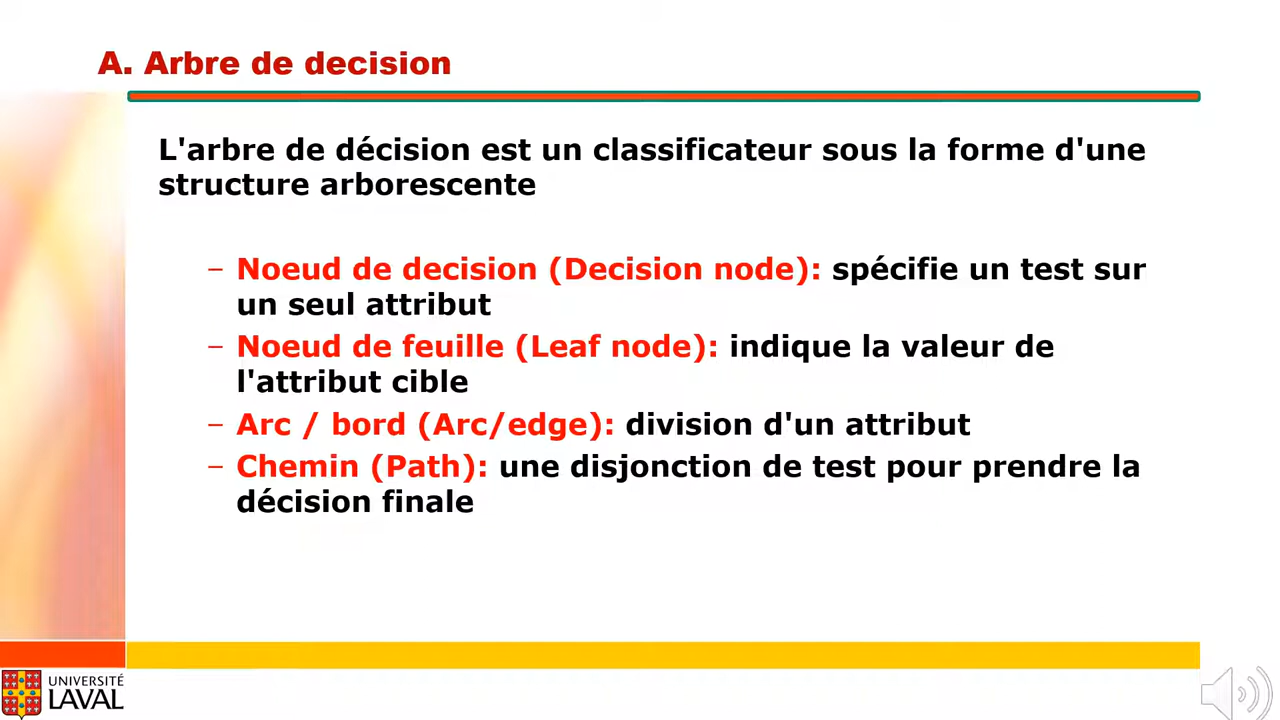 A. Arbre de decision
L'arbre de décision est un classificateur sous la forme d'une
structure arborescente
– Noeud de decision (Decision node): spécifie un test sur
un seul attribut
– Noeud de feuille (Leaf node): indique la valeur de
l'attribut cible
– Arc / bord (Arc/edge): division d'un attribut
– Chemin (Path): une disjonction de test pour prendre la
décision finale
UNIVERSITÉ
LAVAL